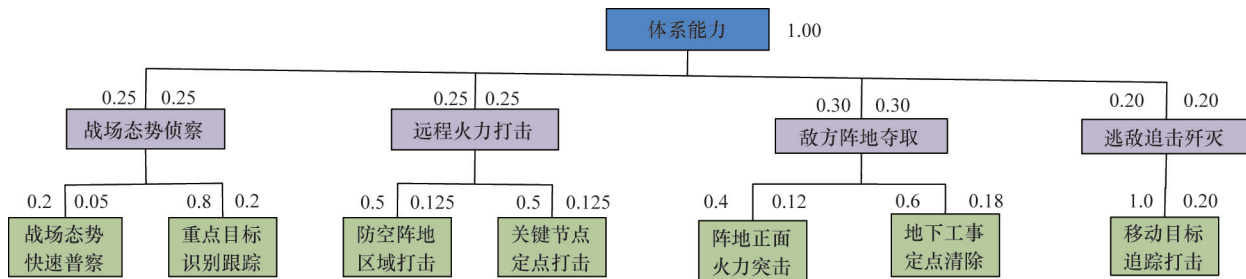 体系能力 1.00
0.25 0.25 0.25 0.25 0.30 0.30 0.20 0.20
战场态势侦察 远程火力打击 敌方阵地夺取 逃敌追击歼灭
0.2 0.05 0.8 0.2 0.5 0.125 0.5 0.125 0.4 0.12 0.6 0.18 1.0 0.20
战场态势 重点目标 防空阵地 关键节点 阵地正面 地下工事 移动目标
快速普察 识别跟踪 区域打击 定点打击 火力突击 定点清除 追踪打击